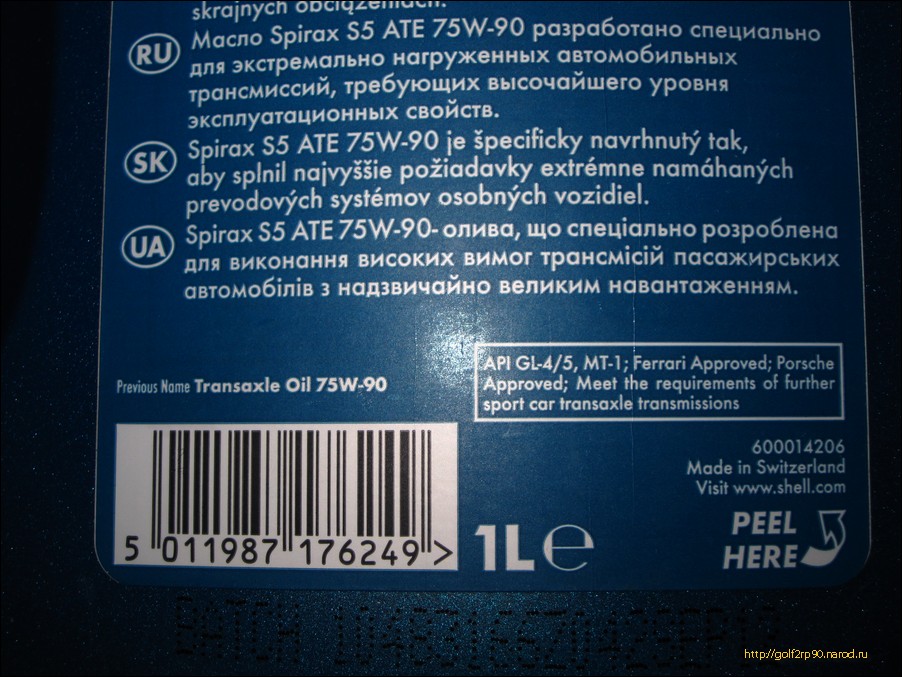 skrajnych obciążeniach.
RU
Масло Spirax S5 ATE 75W-90 разработано специально
для экстремально нагруженных автомобильных
трансмиссий, требующих высочайшего уровня
эксплуатационных свойств.
SK
Spirax S5 ATE 75W-90 je špecificky navrhnutý tak,
aby splnil najvyššie požiadavky extrémne namáhaných
prevodových systémov osobných vozidiel.
UA
Spirax S5 ATE 75W-90- олива, що спеціально розроблена
для виконання високих вимог трансмісій пасажирських
автомобілів з надзвичайно великим навантаженням.
API GL-4/5, MT-1; Ferrari Approved; Porsche
Approved; Meet the requirements of further
sport car transaxle transmissions
Previous Name Transaxle Oil 75W-90
600014206
Made in Switzerland
Visit www.shell.com
5 011987 176249 >
1L e
PEEL
HERE
BATCH
http://golf2rp90.narod.ru